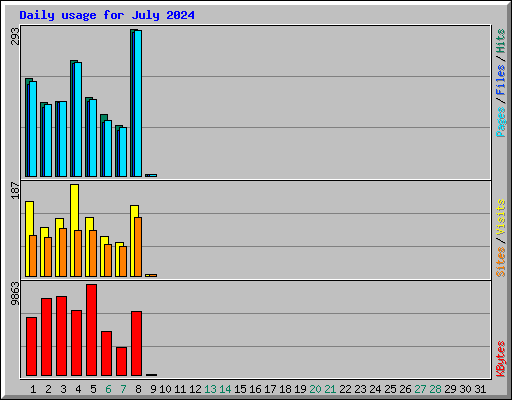 Daily usage for July 2024
293
187
9863
Pages / Files / Hits
Sites / Visits
KBytes
1 2 3 4 5 6 7 8 9 10 11 12 13 14 15 16 17 18 19 20 21 22 23 24 25 26 27 28 29 30 31